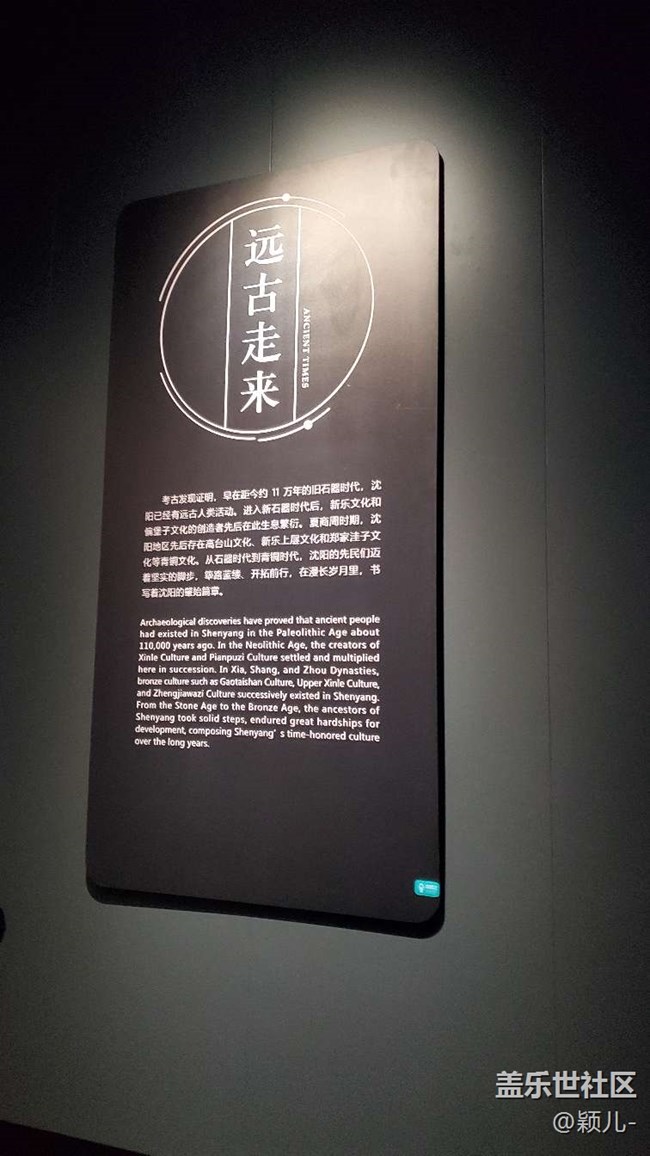 远古走来
ANCIENT TIMES
考古发现证明，早在距今约 11 万年的旧石器时代，沈
阳已经有远古人类活动。进入新石器时代后，新乐文化和
偏堡子文化的创造者先后在此生息繁衍。夏商周时期，沈
阳地区先后存在高台山文化、新乐上层文化和郑家洼子文
化等青铜文化。从石器时代到青铜时代，沈阳的先民们迈
着坚实的脚步，筚路蓝缕、开拓前行，在漫长岁月里，书
写着沈阳的肇始篇章。
Archaeological discoveries have proved that ancient people
had existed in Shenyang in the Paleolithic Age about
110,000 years ago. In the Neolithic Age, the creators of
Xinle Culture and Pianpuzi Culture settled and multiplied
here in succession. In Xia, Shang, and Zhou Dynasties,
bronze culture such as Gaotaishan Culture, Upper Xinle Culture,
and Zhengjiawazi Culture successively existed in Shenyang.
From the Stone Age to the Bronze Age, the ancestors of
Shenyang took solid steps, endured great hardships for
development, composing Shenyang' s time-honored culture
over the long years.
盖乐世社区
@颖儿-